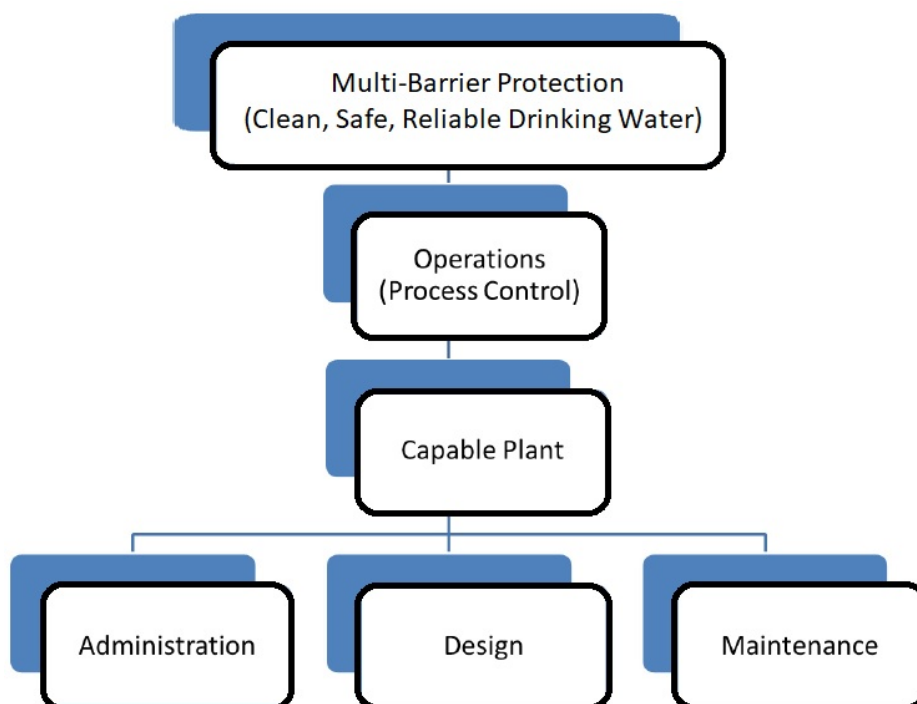 Multi-Barrier Protection
(Clean, Safe, Reliable Drinking Water)
Operations
(Process Control)
Capable Plant
Administration
Design
Maintenance